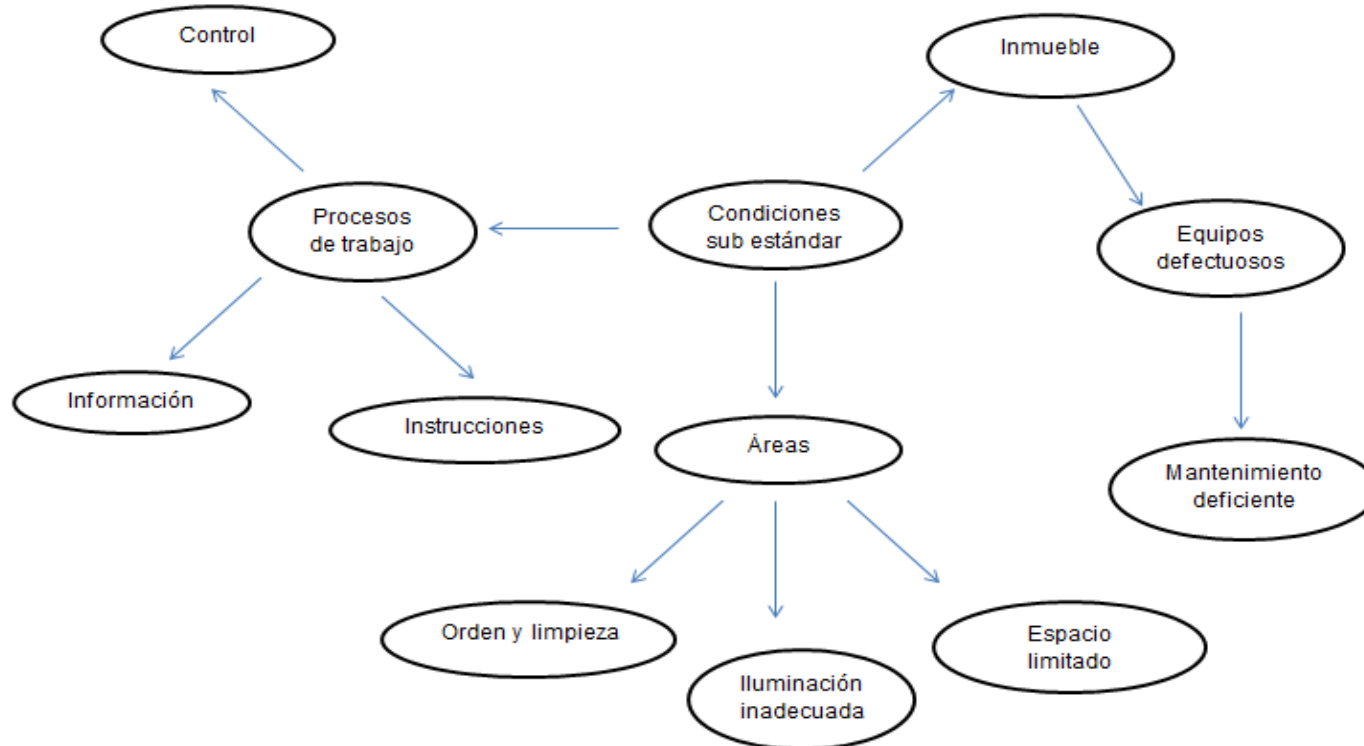 Control
Inmueble
Procesos
de trabajo
Condiciones
sub estándar
Equipos
defectuosos
Información
Instrucciones
Áreas
Mantenimiento
deficiente
Orden y limpieza
Iluminación
inadecuada
Espacio
limitado